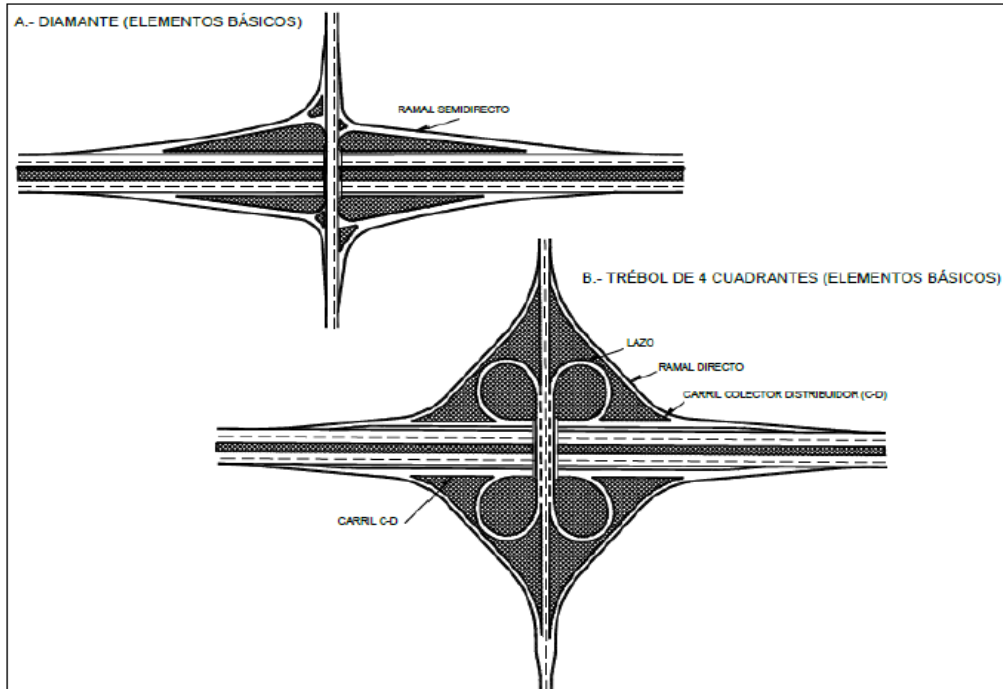 A.- DIAMANTE (ELEMENTOS BÁSICOS)
RAMAL SEMIDIRECTO
B.- TRÉBOL DE 4 CUADRANTES (ELEMENTOS BÁSICOS)
LAZO
RAMAL DIRECTO
CARRIL COLECTOR DISTRIBUIDOR (C-D)
CARRIL C-D